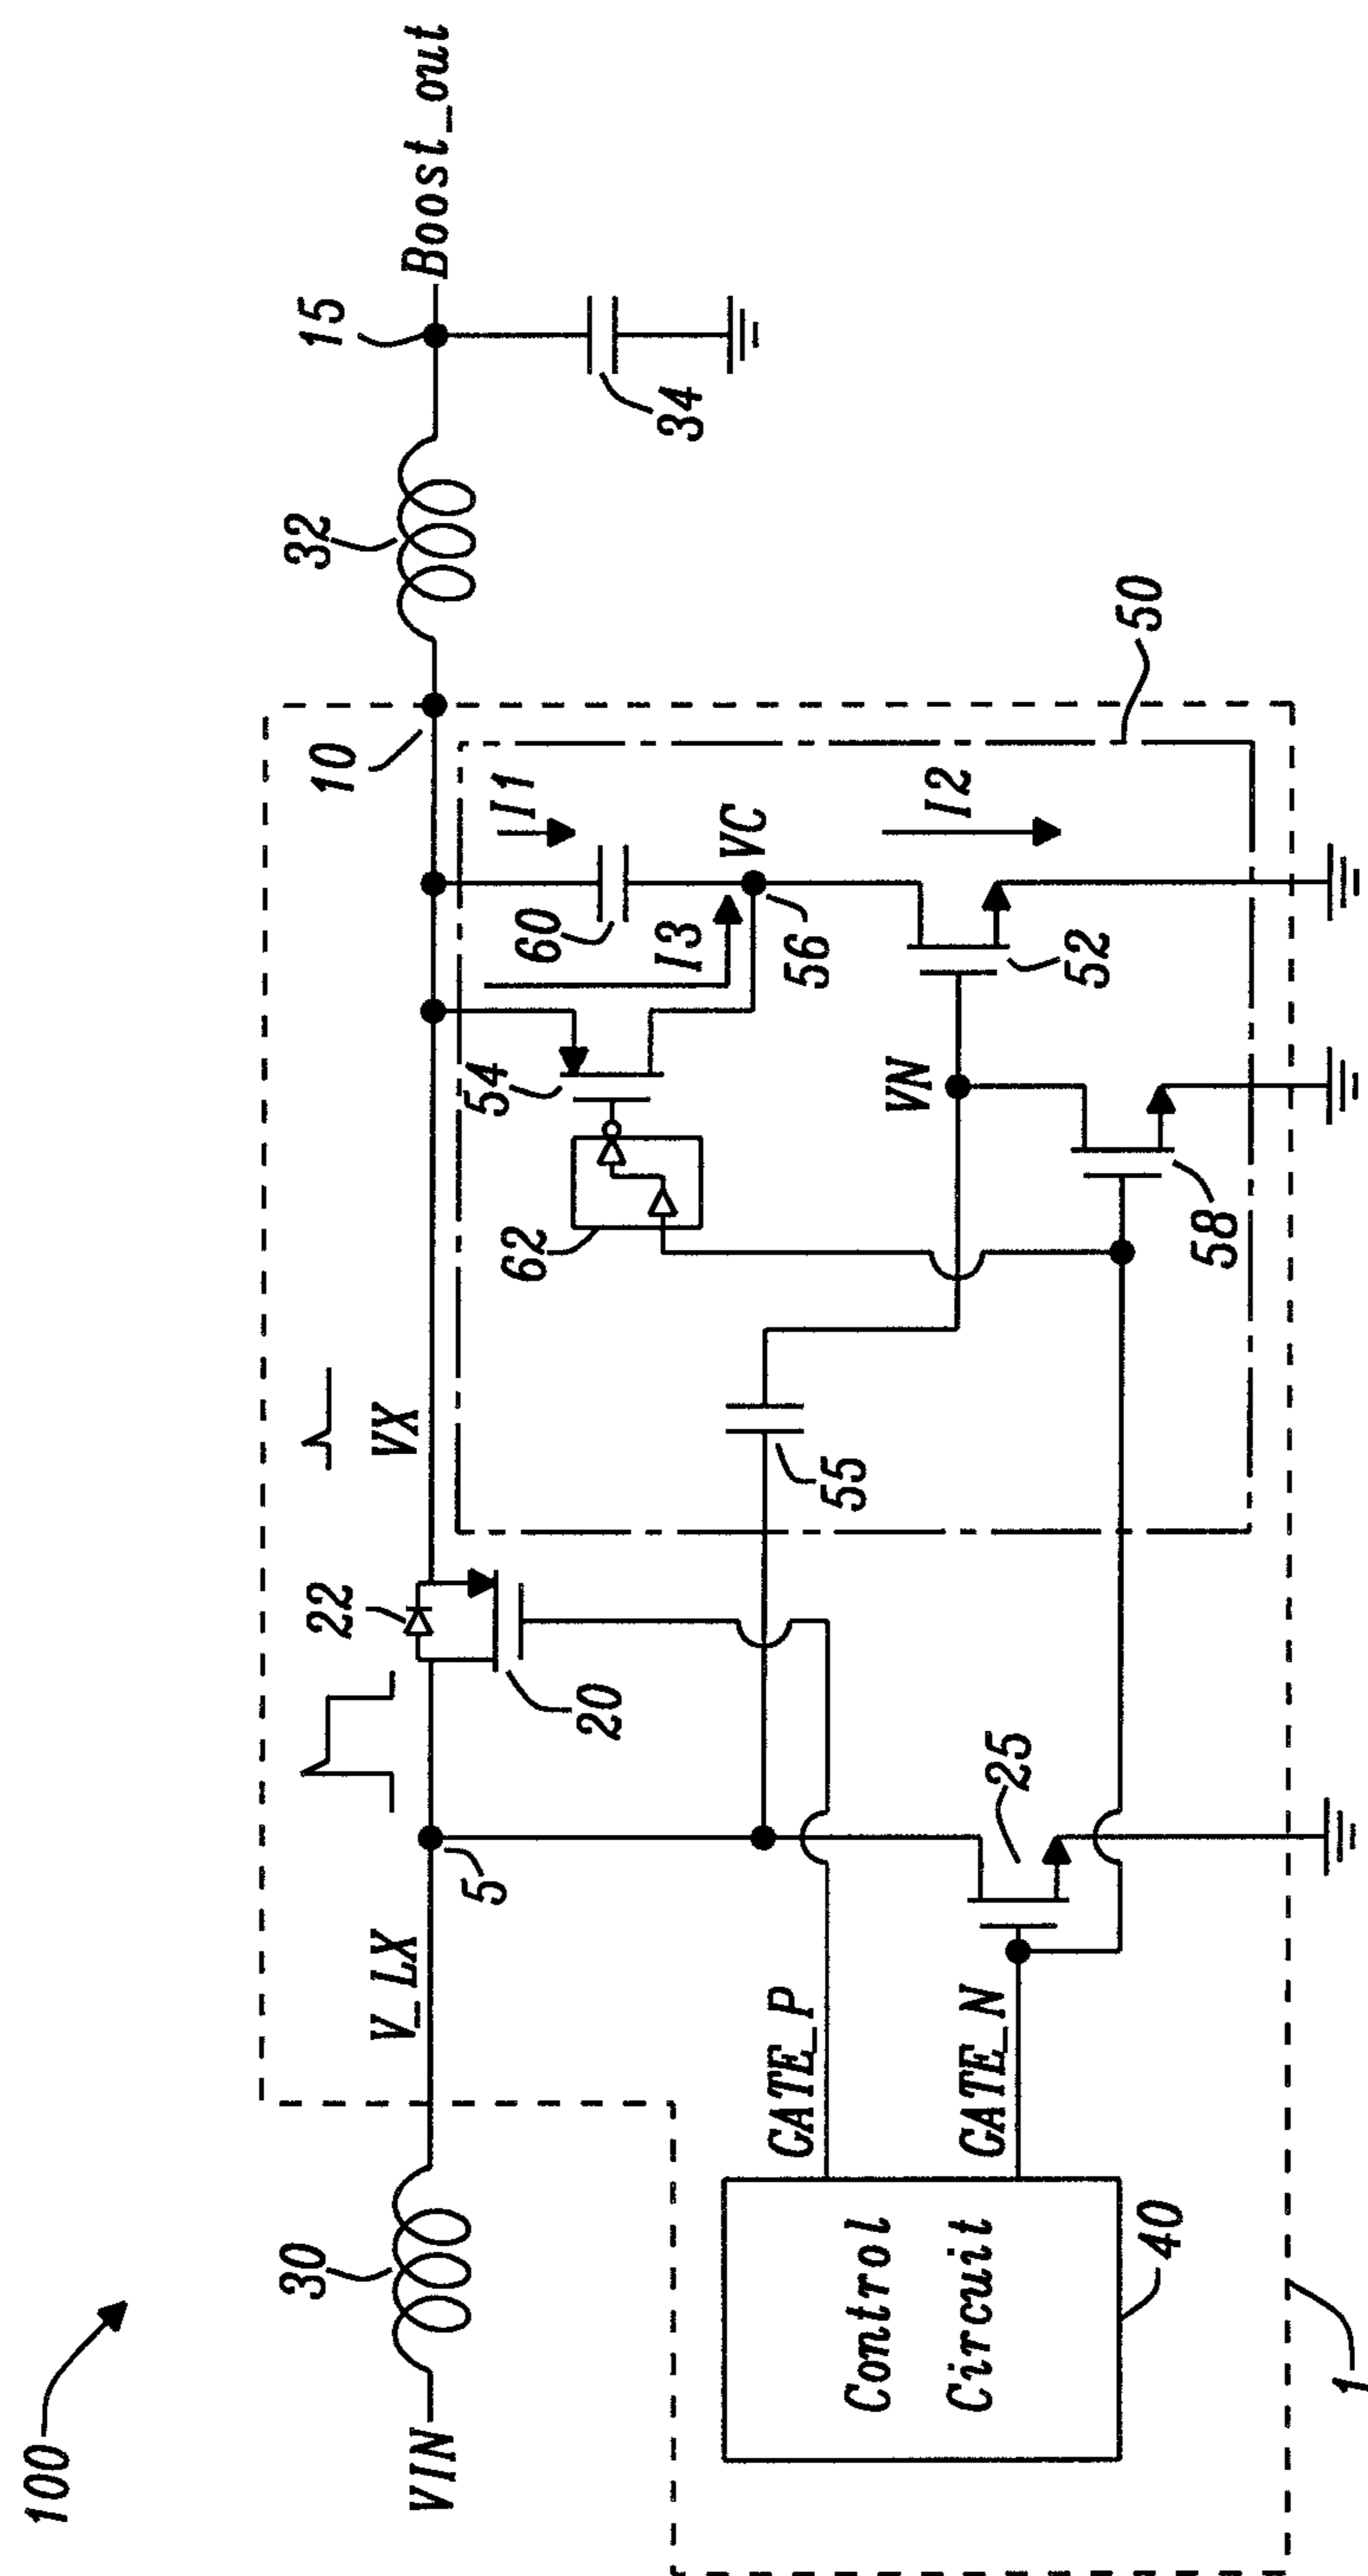 100
VIN
30
V_LX
5
22
20
VX
10
32
15
Boost_out
34
I1
60
I3
VC
56
54
62
I2
52
VN
58
55
50
25
GATE_P
GATE_N
Control
Circuit
40
1